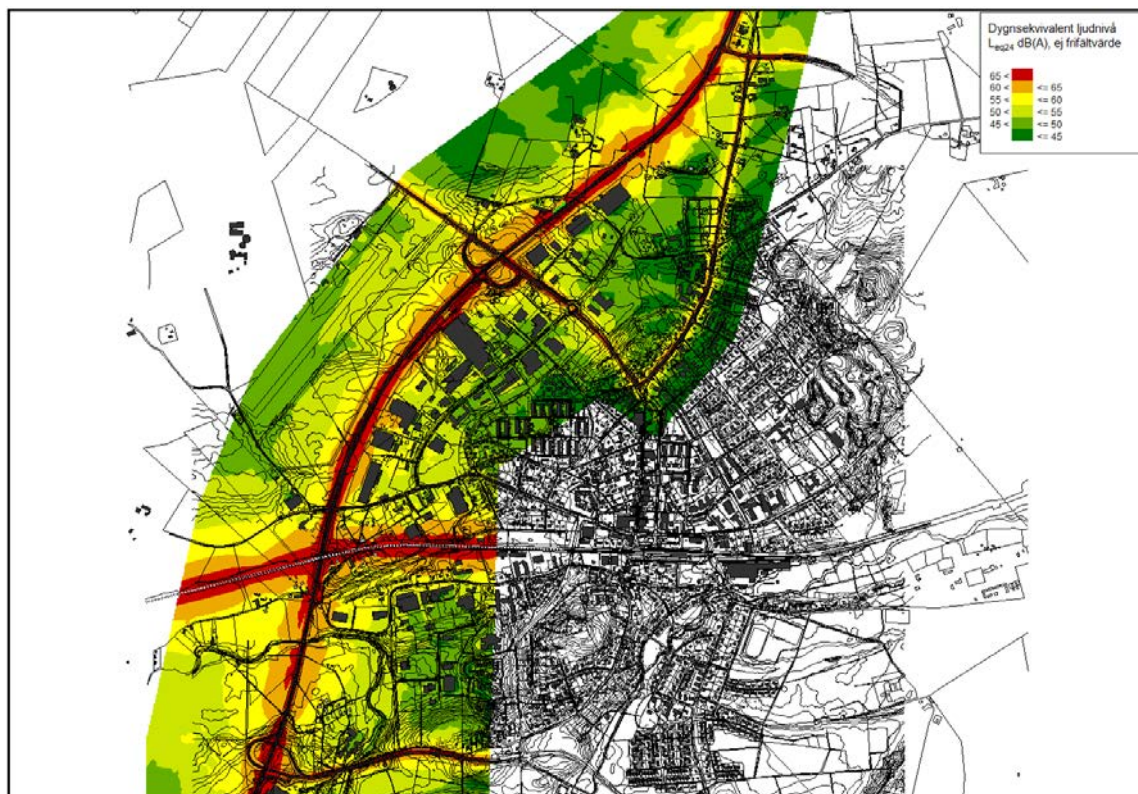 Dygnsekvivalent ljudnivå
Leq24 dB(A), ej frifältvärde
65 <
60 < <= 65
55 < <= 60
50 < <= 55
45 < <= 50
<= 45